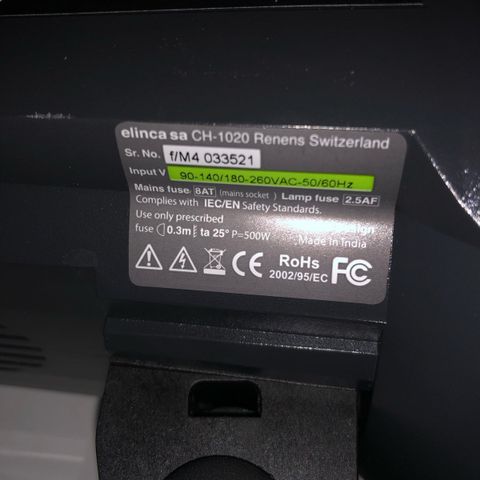 elinca sa CH-1020 Renens Switzerland
Sr. No. f/M4 033521
Input V 90-140/180-260VAC-50/60Hz
Mains fuse 8AT (mains socket) Lamp fuse 2.5AF
Complies with IEC/EN Safety Standards.
Use only prescribed
fuse 0.3m ta 25° P=500W
Made In India
CE RoHs FC
2002/95/EC